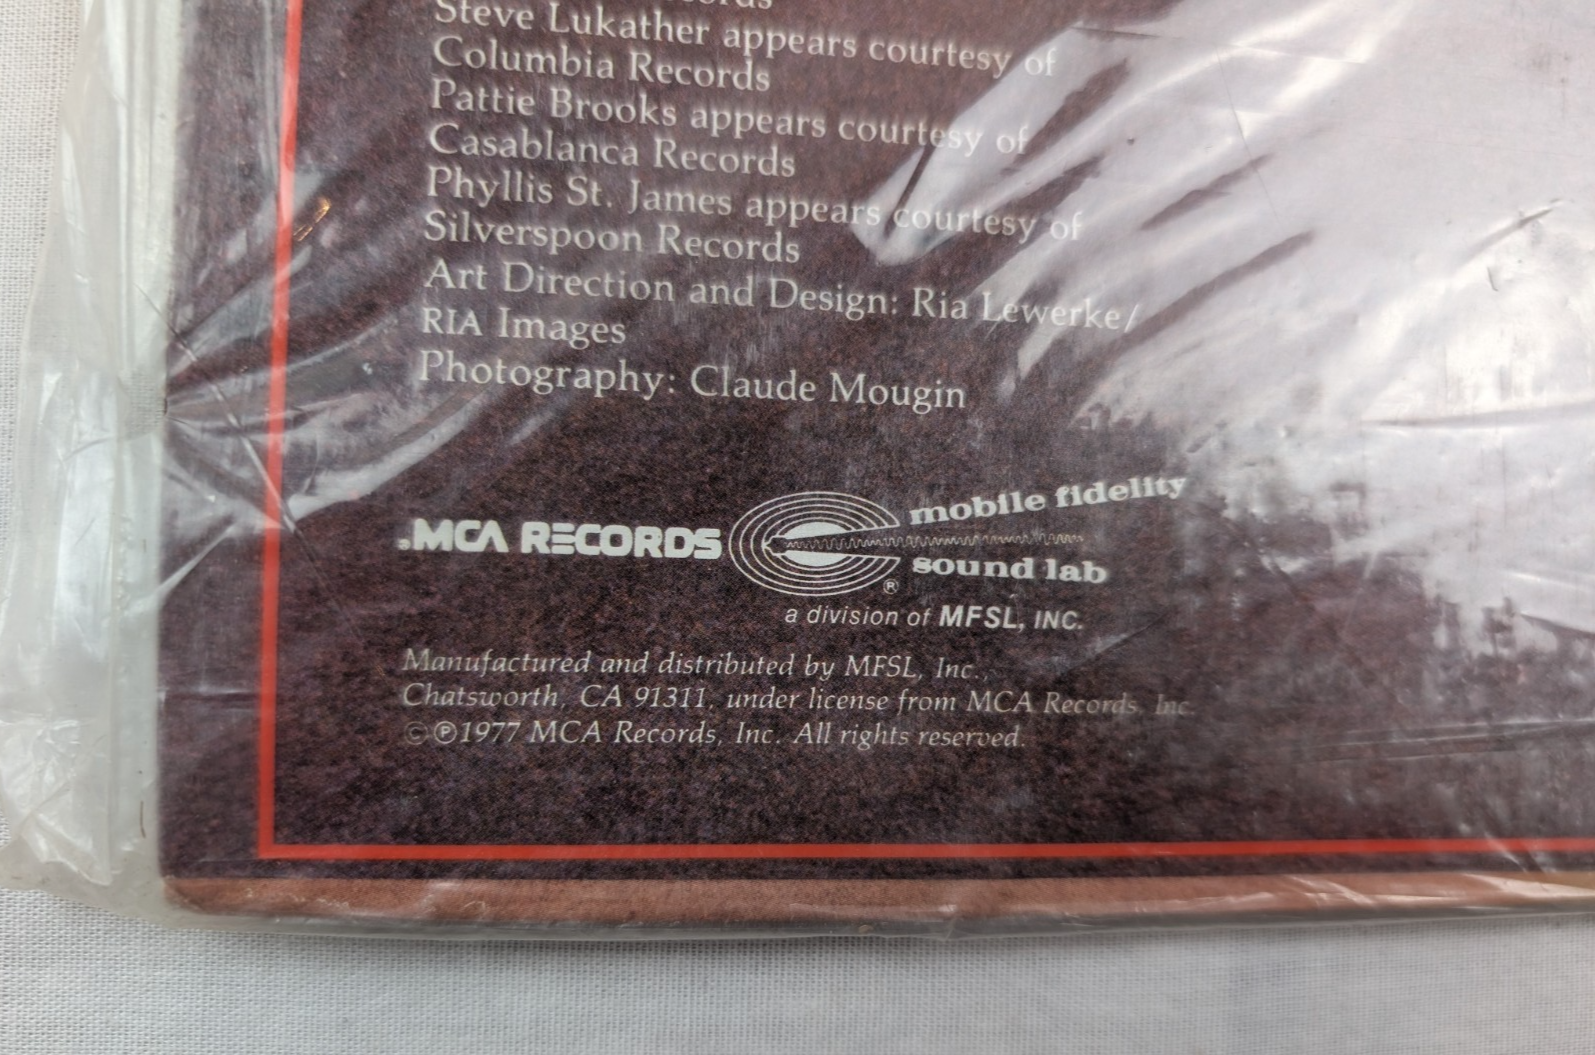 Steve Lukather appears courtesy of
Columbia Records
Pattie Brooks appears courtesy of
Casablanca Records
Phyllis St. James appears courtesy of
Silverspoon Records
Art Direction and Design: Ria Lewerke/
RIA Images
Photography: Claude Mougin
MCA RECORDS
mobile fidelity
sound lab
®
a division of MFSL, INC.
Manufactured and distributed by MFSL, Inc.,
Chatsworth, CA 91311, under license from MCA Records, Inc.
©℗1977 MCA Records, Inc. All rights reserved.